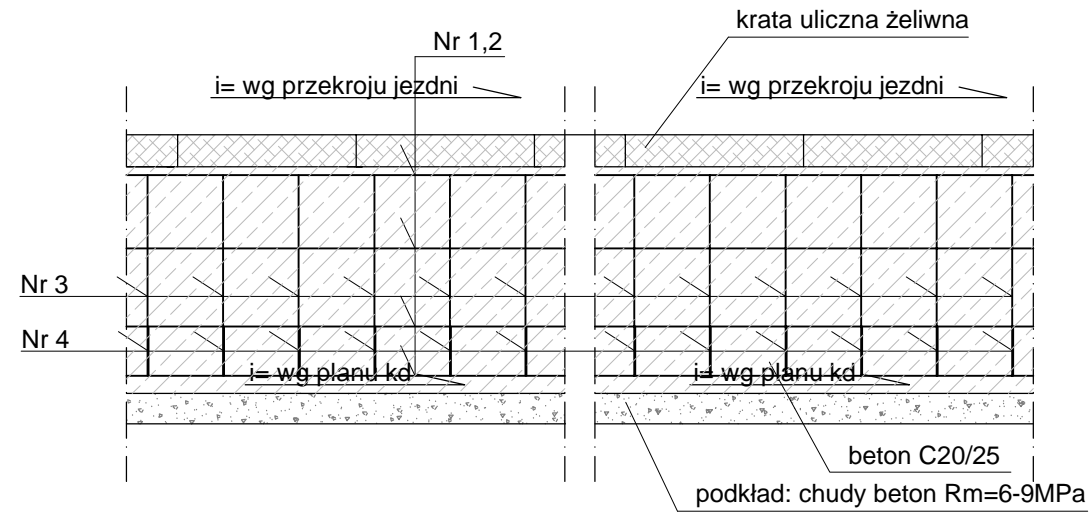 krata uliczna żeliwna
Nr 1,2
i= wg przekroju jezdni
i= wg przekroju jezdni
Nr 3
Nr 4
i= wg planu kd
i= wg planu kd
beton C20/25
podkład: chudy beton Rm=6-9MPa